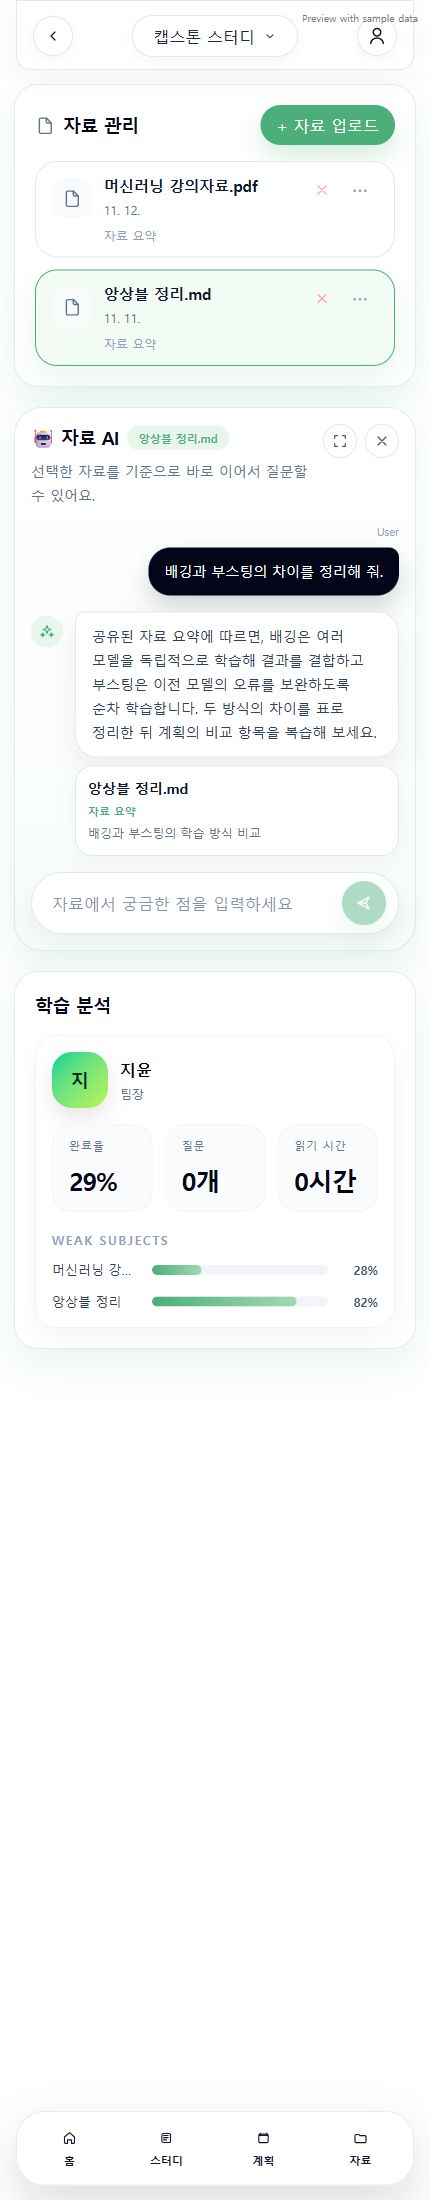 Preview with sample data
캡스톤 스터디
자료 관리
+ 자료 업로드
머신러닝 강의자료.pdf
11. 12.
자료 요약
앙상블 정리.md
11. 11.
자료 요약
자료 AI
앙상블 정리.md
선택한 자료를 기준으로 바로 이어서 질문할
수 있어요.
User
배깅과 부스팅의 차이를 정리해 줘.
공유된 자료 요약에 따르면, 배깅은 여러
모델을 독립적으로 학습해 결과를 결합하고
부스팅은 이전 모델의 오류를 보완하도록
순차 학습합니다. 두 방식의 차이를 표로
정리한 뒤 계획의 비교 항목을 복습해 보세요.
앙상블 정리.md
자료 요약
배깅과 부스팅의 학습 방식 비교
자료에서 궁금한 점을 입력하세요
학습 분석
지
지윤
팀장
완료율
29%
질문
0개
읽기 시간
0시간
WEAK SUBJECTS
머신러닝 강...
28%
앙상블 정리
82%
홈
스터디
계획
자료